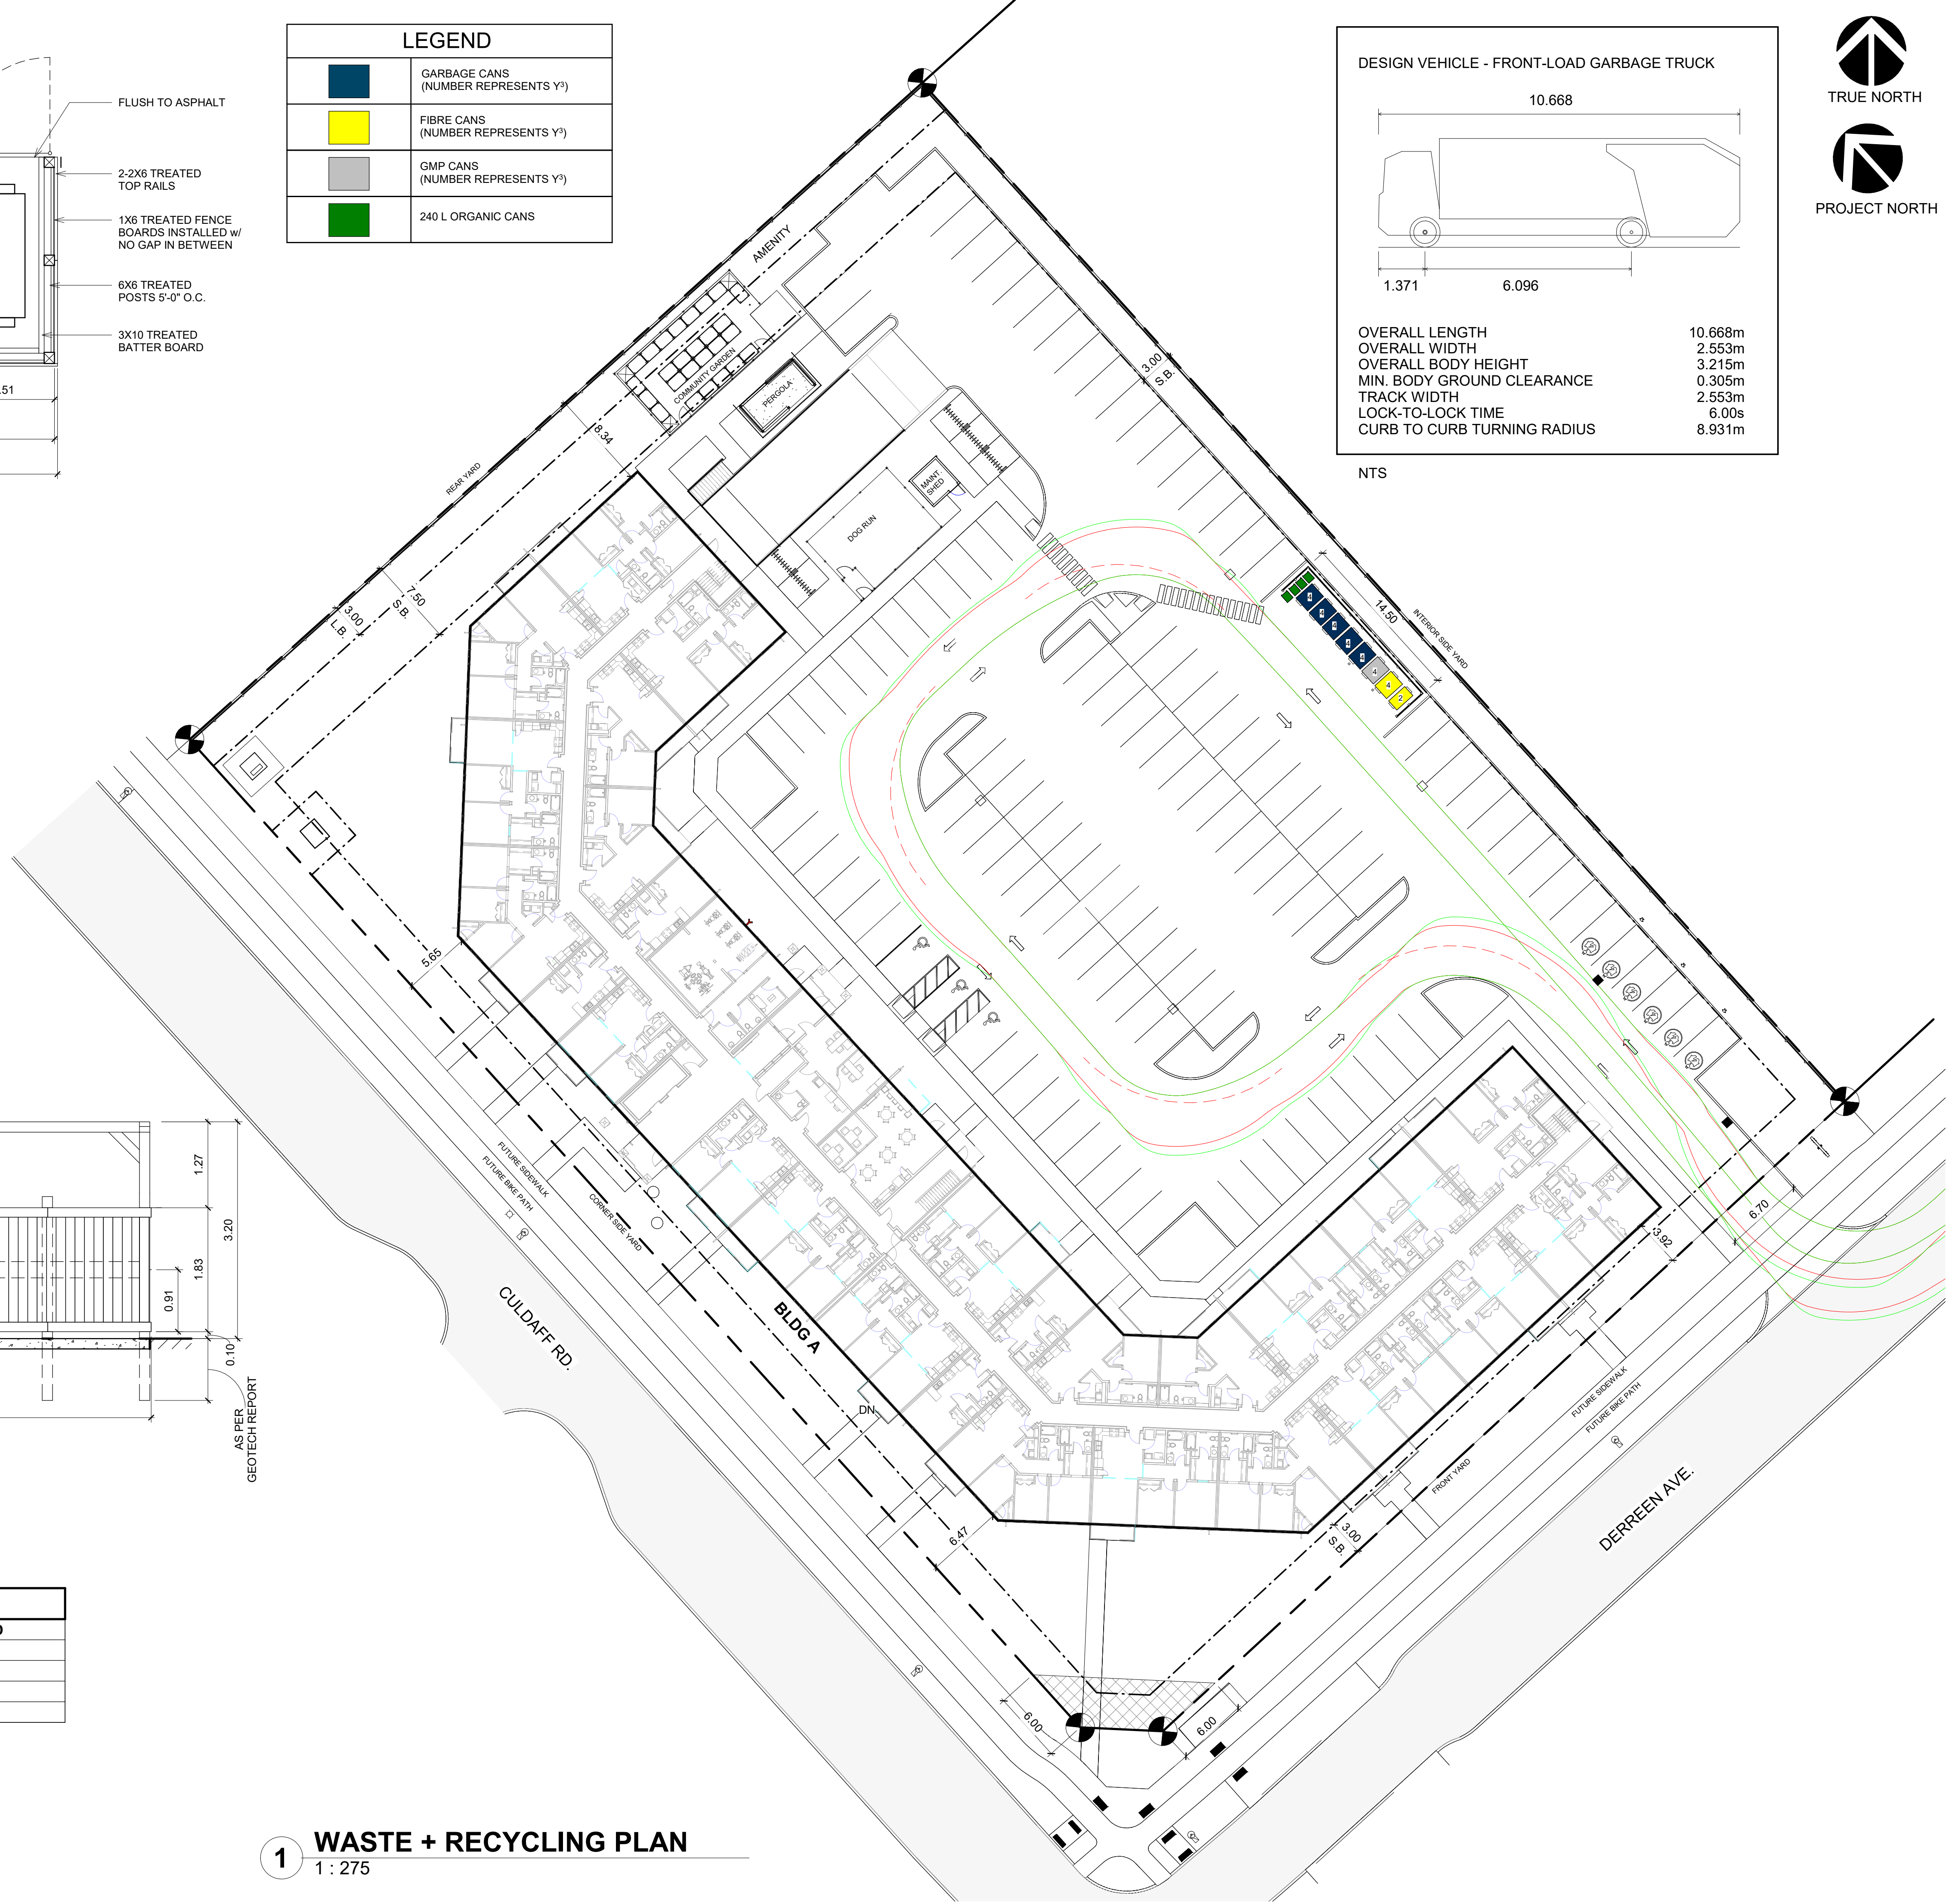 LEGEND
GARBAGE CANS
(NUMBER REPRESENTS Y³)
FIBRE CANS
(NUMBER REPRESENTS Y³)
GMP CANS
(NUMBER REPRESENTS Y³)
240 L ORGANIC CANS
FLUSH TO ASPHALT
2-2X6 TREATED
TOP RAILS
1X6 TREATED FENCE
BOARDS INSTALLED w/
NO GAP IN BETWEEN
6X6 TREATED
POSTS 5'-0" O.C.
3X10 TREATED
BATTER BOARD
.51
DESIGN VEHICLE - FRONT-LOAD GARBAGE TRUCK
10.668
1.371
6.096
OVERALL LENGTH 10.668m
OVERALL WIDTH 2.553m
OVERALL BODY HEIGHT 3.215m
MIN. BODY GROUND CLEARANCE 0.305m
TRACK WIDTH 2.553m
LOCK-TO-LOCK TIME 6.00s
CURB TO CURB TURNING RADIUS 8.931m
NTS
TRUE NORTH
PROJECT NORTH
AMENITY
COMMUNITY GARDEN
PERGOLA
8.34
REAR YARD
MAINT.
SHED
DOG RUN
3.00
S.B.
7.50
S.B.
3.00
L.B.
4
4
4
4
4
4
4
2
14.50
INTERIOR SIDE YARD
5.65
FUTURE SIDEWALK
FUTURE BIKE PATH
CORNER SIDE YARD
CULDAFF RD.
BLDG A
DN
6.47
6.70
3.92
FUTURE SIDEWALK
FUTURE BIKE PATH
FRONT YARD
DERREEN AVE.
3.00
S.B.
6.00
6.00
1.27
3.20
1.83
0.91
0.10
AS PER
GEOTECH REPORT
1
WASTE + RECYCLING PLAN
1 : 275